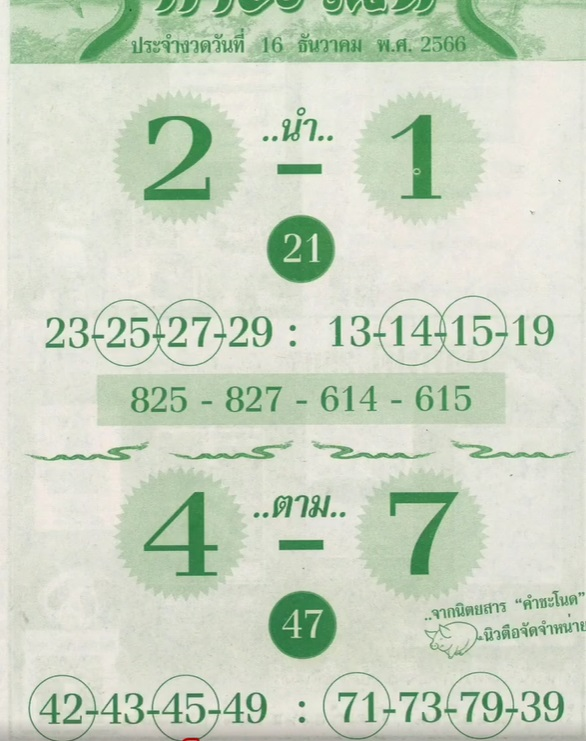 ประจำงวดวันที่ 16 ธันวาคม พ.ศ. 2566
2 ..นำ.. - 1
21
23-25-27-29 : 13-14-15-19
825 - 827 - 614 - 615
4 ..ตาม.. - 7
47
..จากนิตยสาร "คำชะโนด"
นิวตือจัดจำหน่าย
42-43-45-49 : 71-73-79-39